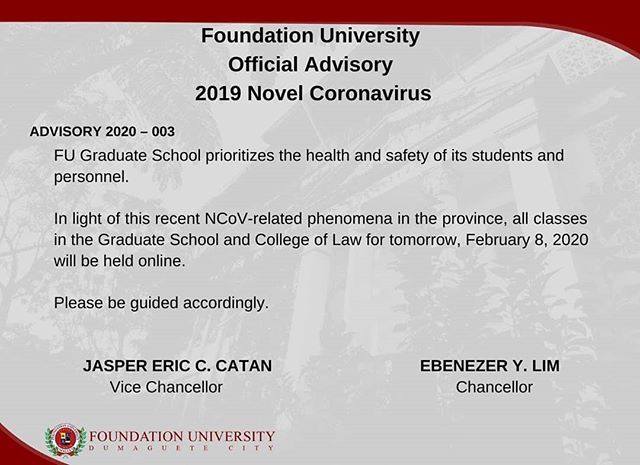 Foundation University
Official Advisory
2019 Novel Coronavirus
ADVISORY 2020 – 003
FU Graduate School prioritizes the health and safety of its students and
personnel.
In light of this recent NCoV-related phenomena in the province, all classes
in the Graduate School and College of Law for tomorrow, February 8, 2020
will be held online.
Please be guided accordingly.
JASPER ERIC C. CATAN
Vice Chancellor
EBENEZER Y. LIM
Chancellor
FOUNDATION UNIVERSITY
DUMAGUETE CITY